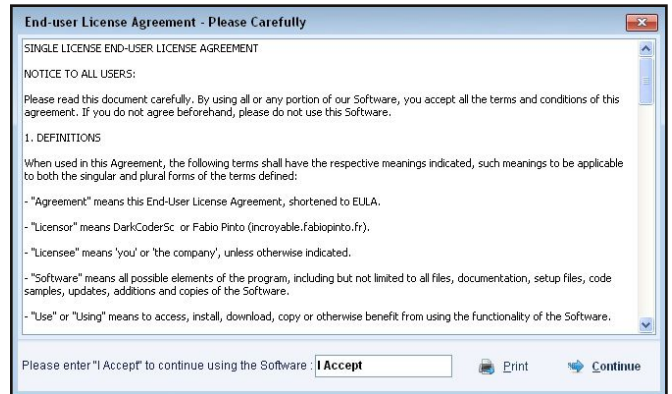 End-user License Agreement - Please Carefully
SINGLE LICENSE END-USER LICENSE AGREEMENT
NOTICE TO ALL USERS:
Please read this document carefully. By using all or any portion of our Software, you accept all the terms and conditions of this
agreement. If you do not agree beforehand, please do not use this Software.
1. DEFINITIONS
When used in this Agreement, the following terms shall have the respective meanings indicated, such meanings to be applicable
to both the singular and plural forms of the terms defined:
- "Agreement" means this End-User License Agreement, shortened to EULA.
- "Licensor" means DarkCoderSc or Fabio Pinto (incroyable.fabiopinto.fr).
- "Licensee" means 'you' or 'the company', unless otherwise indicated.
- "Software" means all possible elements of the program, including but not limited to all files, documentation, setup files, code
samples, updates, additions and copies of the Software.
- "Use" or "Using" means to access, install, download, copy or otherwise benefit from using the functionality of the Software.
Please enter "I Accept" to continue using the Software : I Accept Print Continue